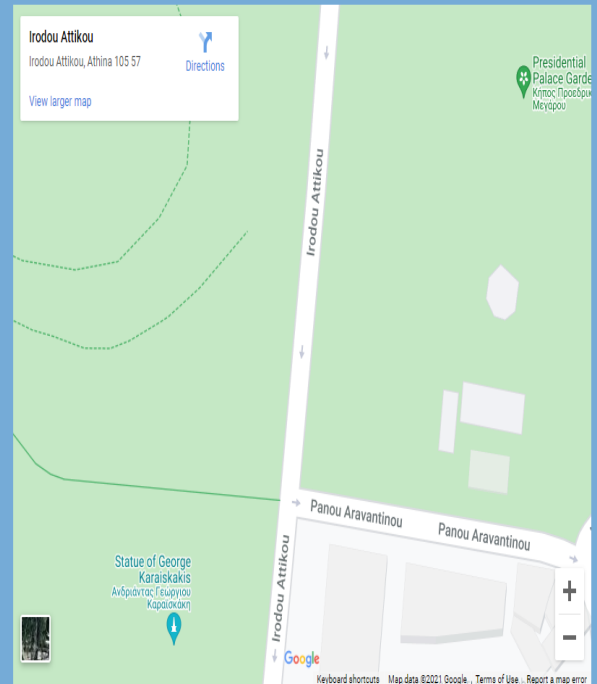 Irodou Attikou
Irodou Attikou, Athina 105 57
Directions
View larger map
Presidential
Palace Garde
Κήπος Προεδρικ
Μεγάρου
Irodou Attikou
Panou Aravantinou
Panou Aravantinou
Irodou Attikou
Statue of George
Karaiskakis
Ανδριάντας Γεωργίου
Καραϊσκάκη
+
−
Google
Keyboard shortcuts Map data ©2021 Google Terms of Use Report a map error